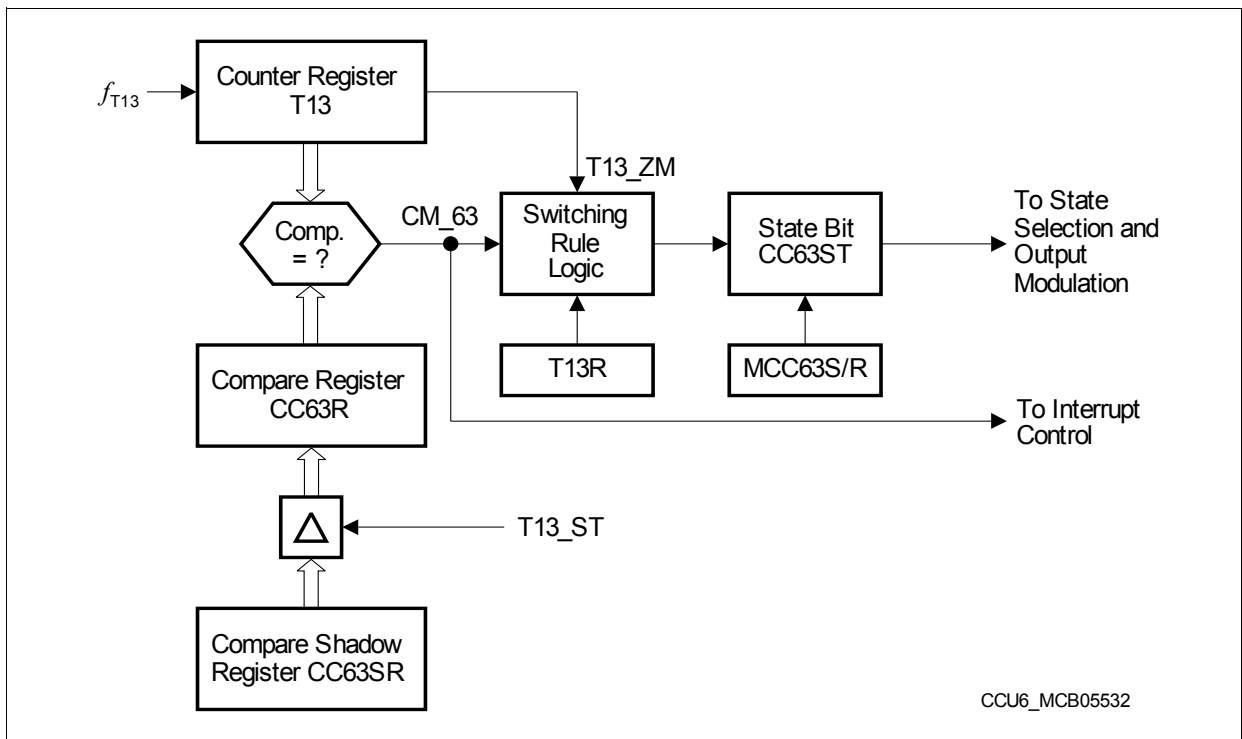 Counter Register
T13
fT13
T13_ZM
CM_63
Comp.
= ?
Switching
Rule
Logic
State Bit
CC63ST
To State
Selection and
Output
Modulation
T13R
MCC63S/R
Compare Register
CC63R
To Interrupt
Control
T13_ST
Compare Shadow
Register CC63SR
CCU6_MCB05532